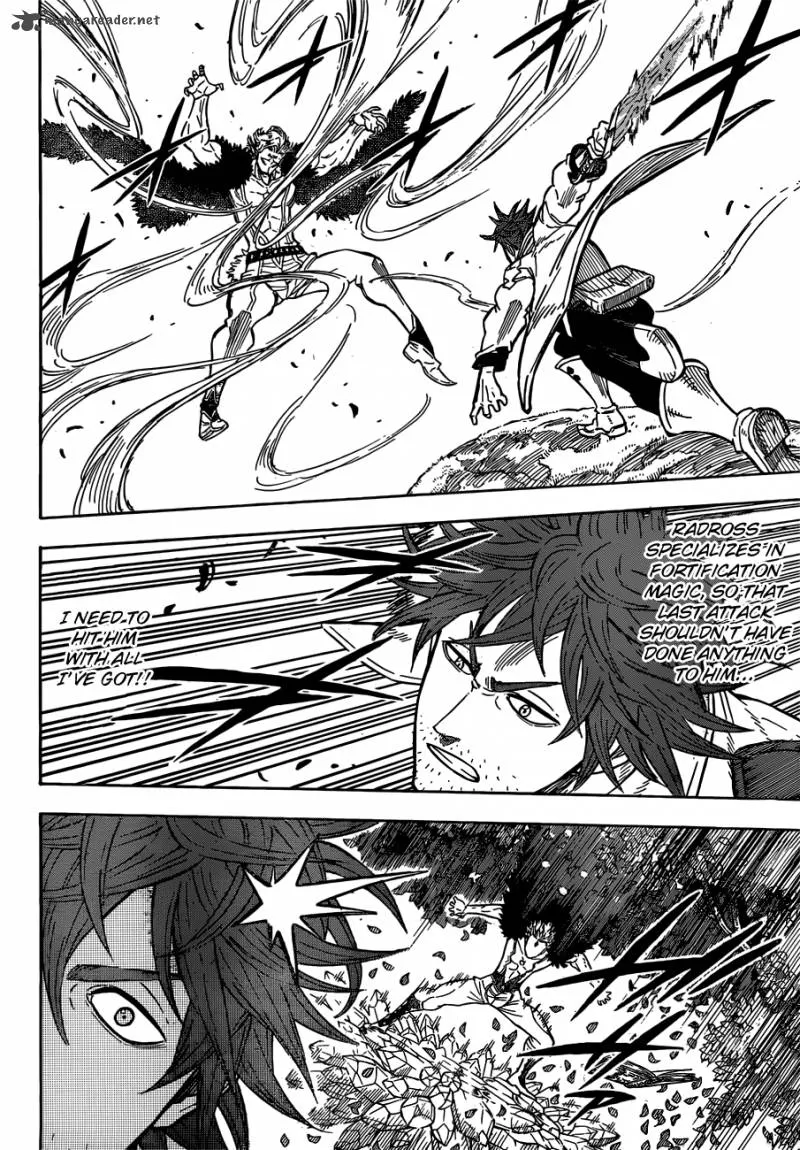 mangareader.net
RADROSS
SPECIALIZES IN
FORTIFICATION
MAGIC, SO THAT
LAST ATTACK
SHOULDN'T HAVE
DONE ANYTHING
TO HIM...
I NEED TO
HIT HIM
WITH ALL
I'VE GOT!!